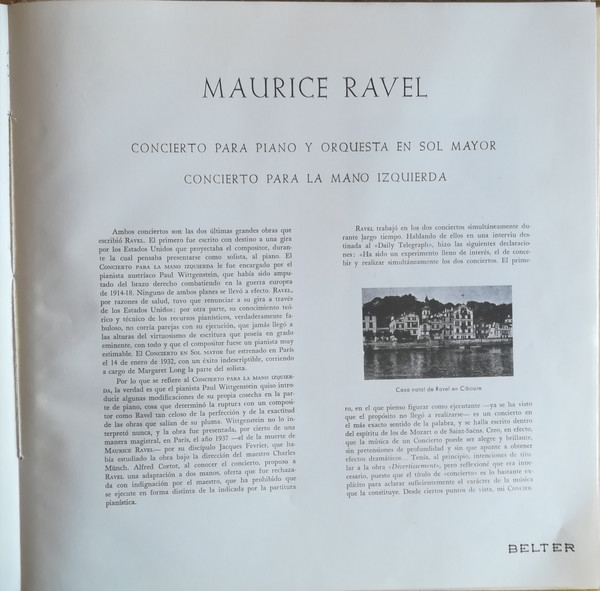 MAURICE RAVEL
CONCIERTO PARA PIANO Y ORQUESTA EN SOL MAYOR
CONCIERTO PARA LA MANO IZQUIERDA
Ambos conciertos son las dos últimas grandes obras que
escribió RAVEL. El primero fue escrito con destino a una gira
por los Estados Unidos que proyectaba el compositor, duran-
te la cual pensaba presentarse como solista, al piano. El
CONCIERTO PARA LA MANO IZQUIERDA le fue encargado por el
pianista austríaco Paul Wittgenstein, que había sido ampu-
tado del brazo derecho combatiendo en la guerra europea
de 1914-18. Ninguno de ambos planes se llevó a efecto. RAVEL,
por razones de salud, tuvo que renunciar a su gira a través
de los Estados Unidos; por otra parte, su conocimiento teó-
rico y técnico de los recursos pianísticos, verdaderamente fa-
buloso, no corría parejas con su ejecución, que jamás llegó a
las alturas del virtuosismo de escritura que poseía en grado
eminente, con todo y que el compositor fuese un pianista muy
estimable. El CONCIERTO EN SOL MAYOR fue estrenado en París
el 14 de enero de 1932, con un éxito indescriptible, corriendo
a cargo de Margaret Long la parte del solista.
Por lo que se refiere al CONCIERTO PARA LA MANO IZQUIER-
DA, la verdad es que el pianista Paul Wittgenstein quiso intro-
ducir algunas modificaciones de su propia cosecha en la par-
te de piano, cosa que determinó la ruptura con un composi-
tor como Ravel tan celoso de la perfección y de la exactitud
de las obras que salían de su pluma. Wittgenstein no lo in-
terpretó nunca, y la obra fue presentada, por cierto de una
manera magistral, en París, el año 1937 —el de la muerte de
MAURICE RAVEL— por su discípulo Jacques Fevrier, que ha-
bía estudiado la obra bajo la dirección del maestro Charles
Münch. Alfred Cortot, al conocer el concierto, propuso a
RAVEL una adaptación a dos manos, oferta que fue rechaza-
da con indignación por el maestro, que ha prohibido que
se ejecute en forma distinta de la indicada por la partitura
pianística.
RAVEL trabajó en los dos conciertos simultáneamente du
rante largo tiempo. Hablando de ellos en una interviu des-
tinada al «Daily Telegraph», hizo las siguientes declaracio-
nes: «Ha sido un experimento lleno de interés, el de conce-
bir y realizar simultáneamente los dos conciertos. El prime-
Casa natal de Ravel en Ciboure
ro, en el que pienso figurar como ejecutante —ya se ha visto
que el propósito no llegó a realizarse— es un concierto en
el más exacto sentido de la palabra, y se halla escrito dentro
del espíritu de los de Mozart o de Saint-Saëns. Creo, en efecto,
que la música de un Concierto puede ser alegre y brillante,
sin pretensiones de profundidad y sin que apunte a obtener
efectos dramáticos... Tenía, al principio, intenciones de titu-
lar a la obra «Divertissement», pero reflexioné que era inne-
cesario, puesto que el título de «concierto» es lo bastante ex-
plícito para aclarar suficientemente el carácter de la música
que la constituye. Desde ciertos puntos de vista, mi CONCIER
BELTER